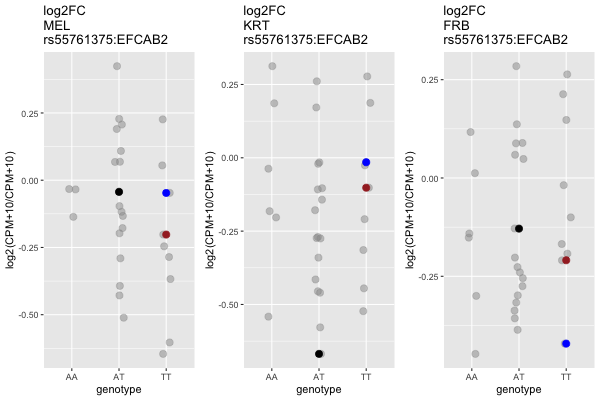 log2FC
MEL
rs55761375:EFCAB2
log2(CPM+10/CPM+10)
0.25
0.00
-0.25
-0.50
AA
AT
TT
genotype
log2FC
KRT
rs55761375:EFCAB2
log2(CPM+10/CPM+10)
0.25
0.00
-0.25
-0.50
AA
AT
TT
genotype
log2FC
FRB
rs55761375:EFCAB2
log2(CPM+10/CPM+10)
0.25
0.00
-0.25
AA
AT
TT
genotype